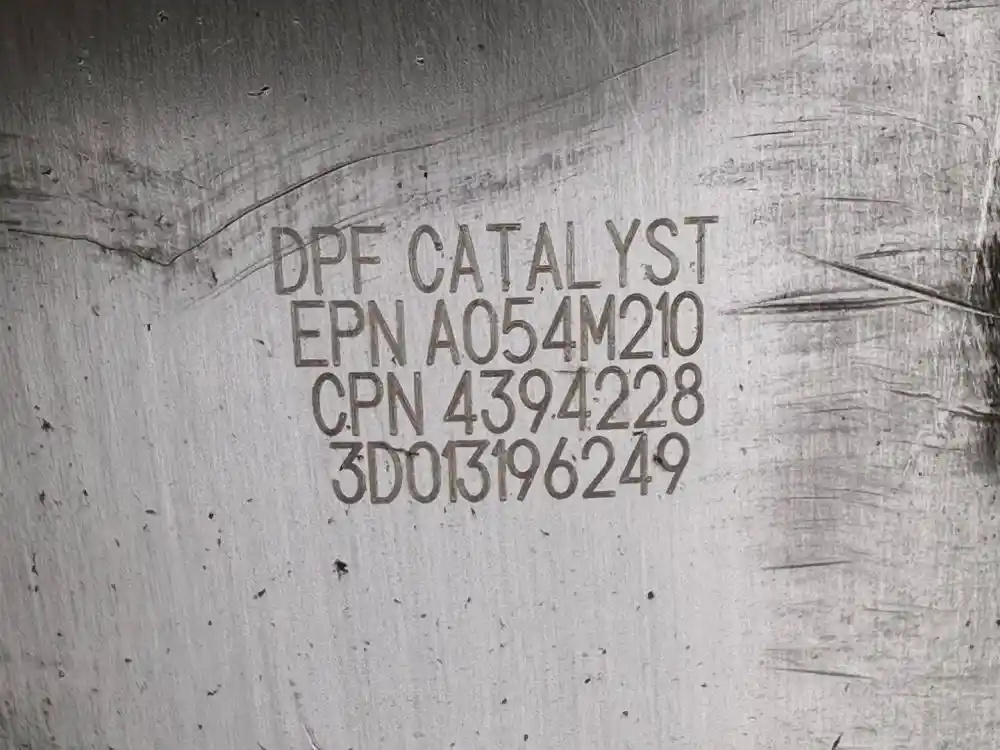 DPF CATALYST
EPN A054M210
CPN 4394228
3D013196249